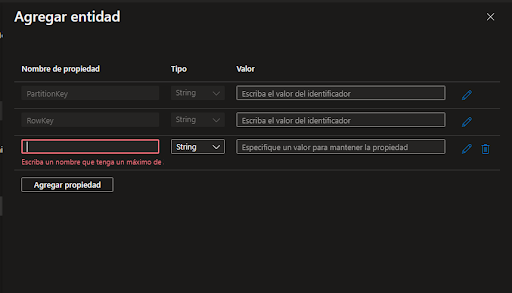 Agregar entidad
Nombre de propiedad Tipo Valor
PartitionKey String Escriba el valor del identificador
RowKey String Escriba el valor del identificador
String Especifique un valor para mantener la propiedad
Escriba un nombre que tenga un máximo de
Agregar propiedad